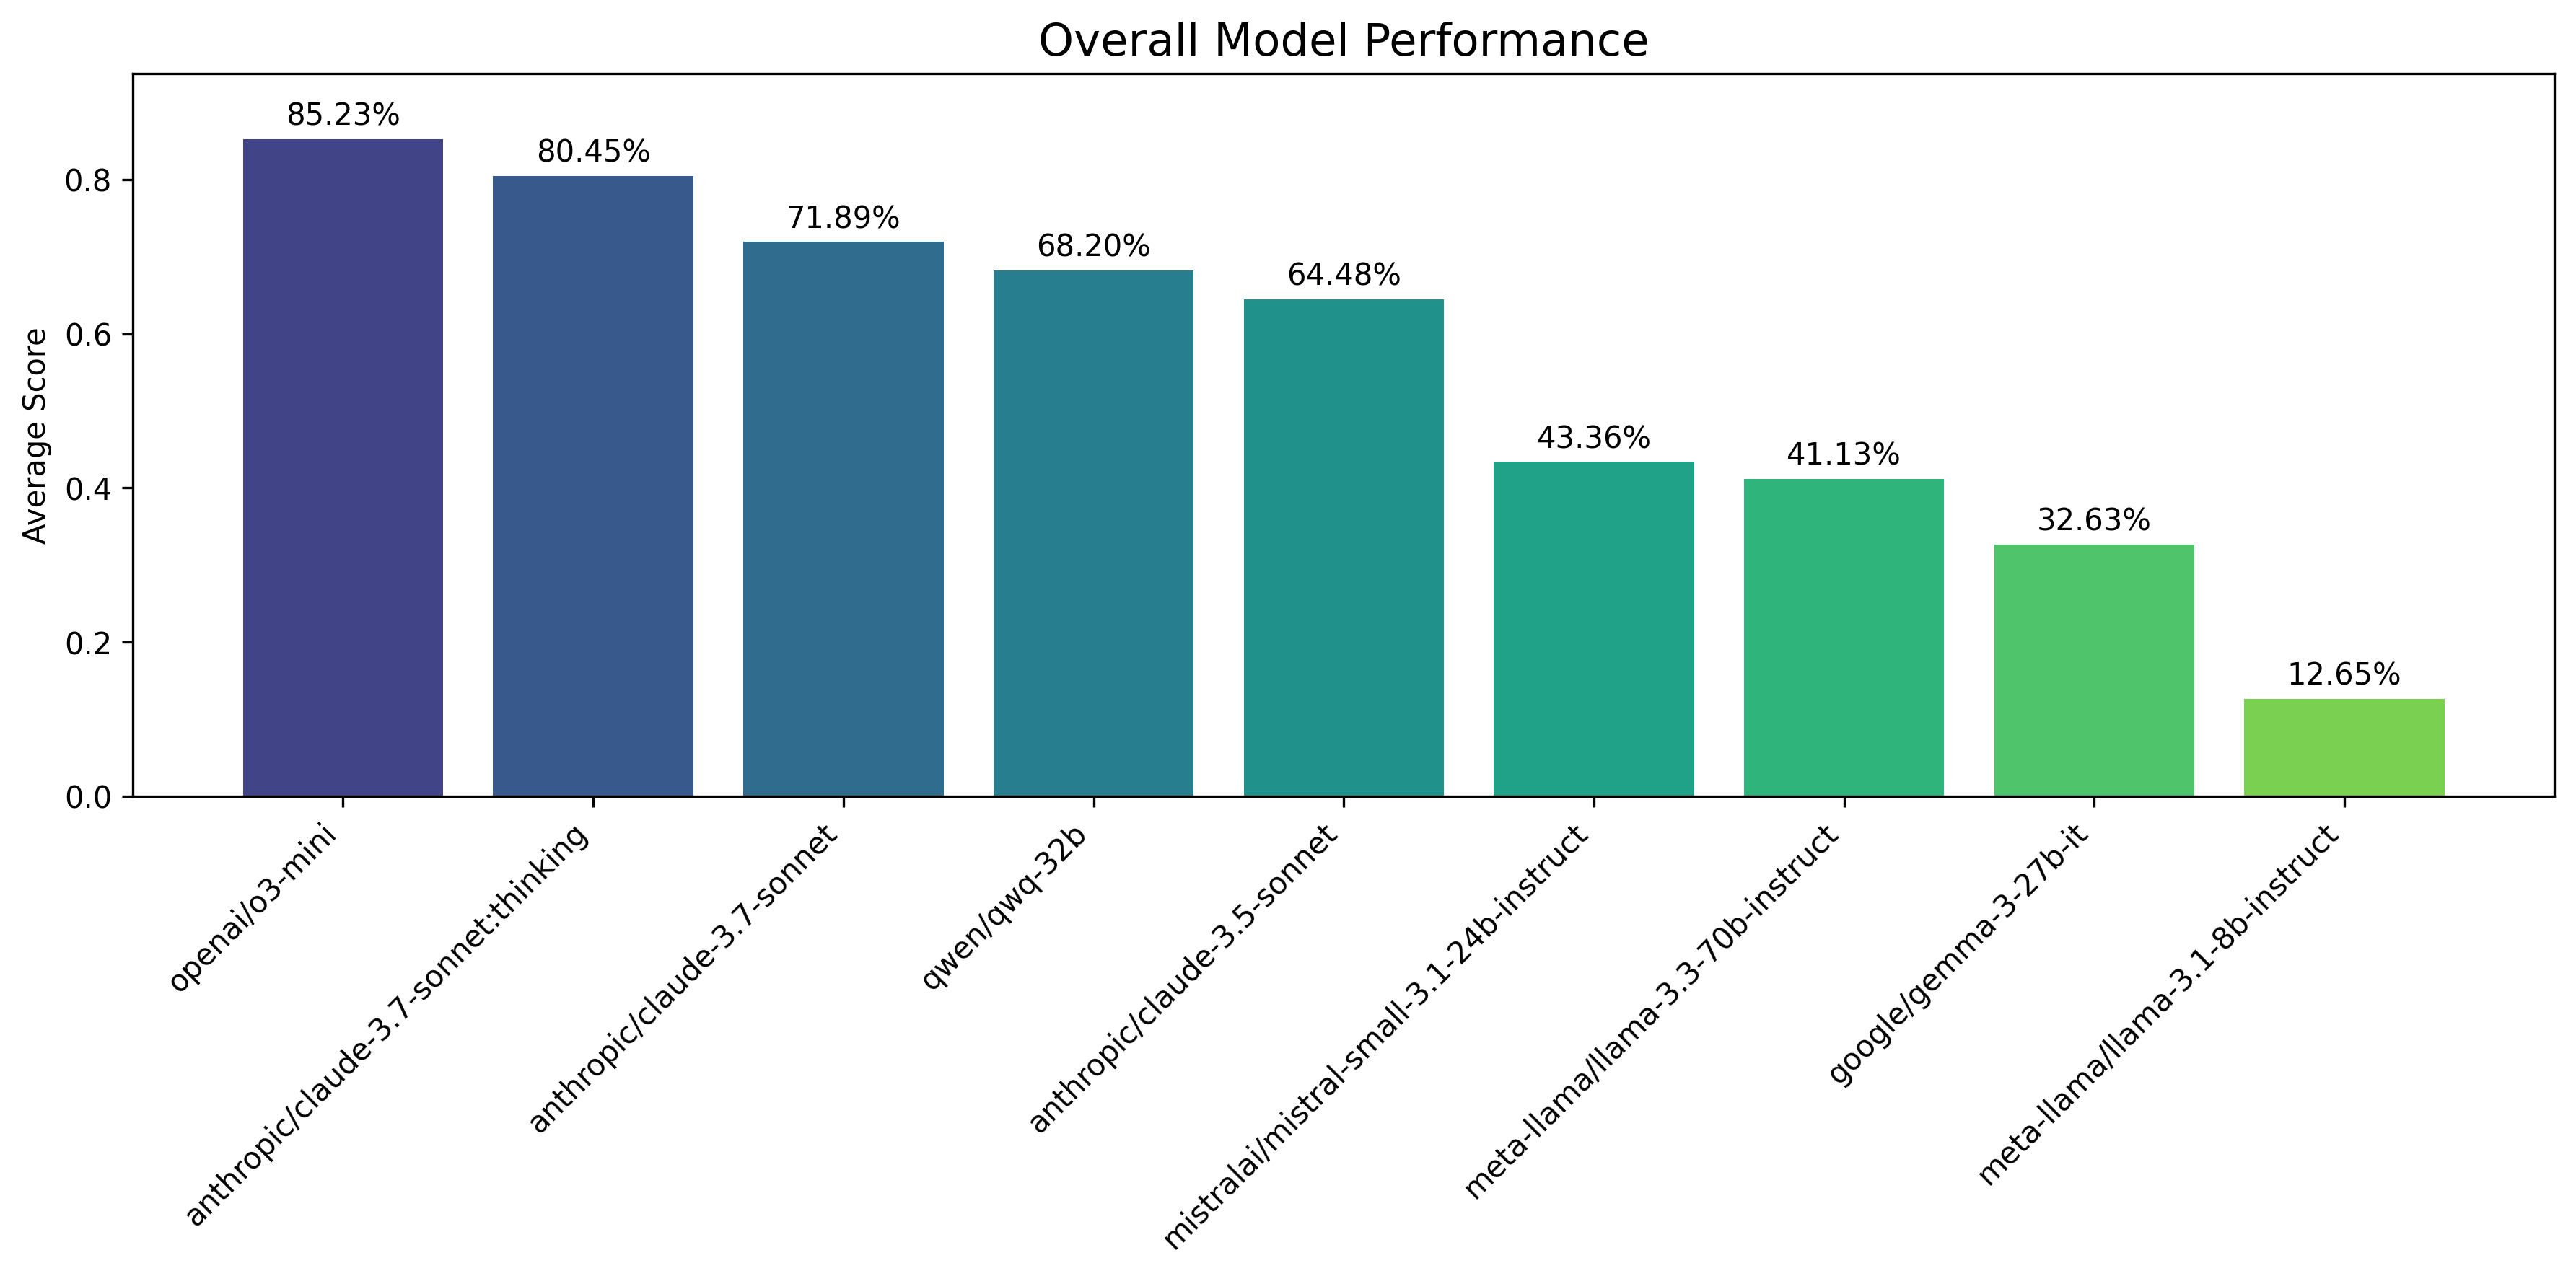 Overall Model Performance
85.23%
80.45%
71.89%
68.20%
64.48%
43.36%
41.13%
32.63%
12.65%
Average Score
0.8
0.6
0.4
0.2
0.0
openai/o3-mini
anthropic/claude-3.7-sonnet:thinking
anthropic/claude-3.7-sonnet
qwen/qwq-32b
anthropic/claude-3.5-sonnet
mistralai/mistral-small-3.1-24b-instruct
meta-llama/llama-3.3-70b-instruct
google/gemma-3-27b-it
meta-llama/llama-3.1-8b-instruct